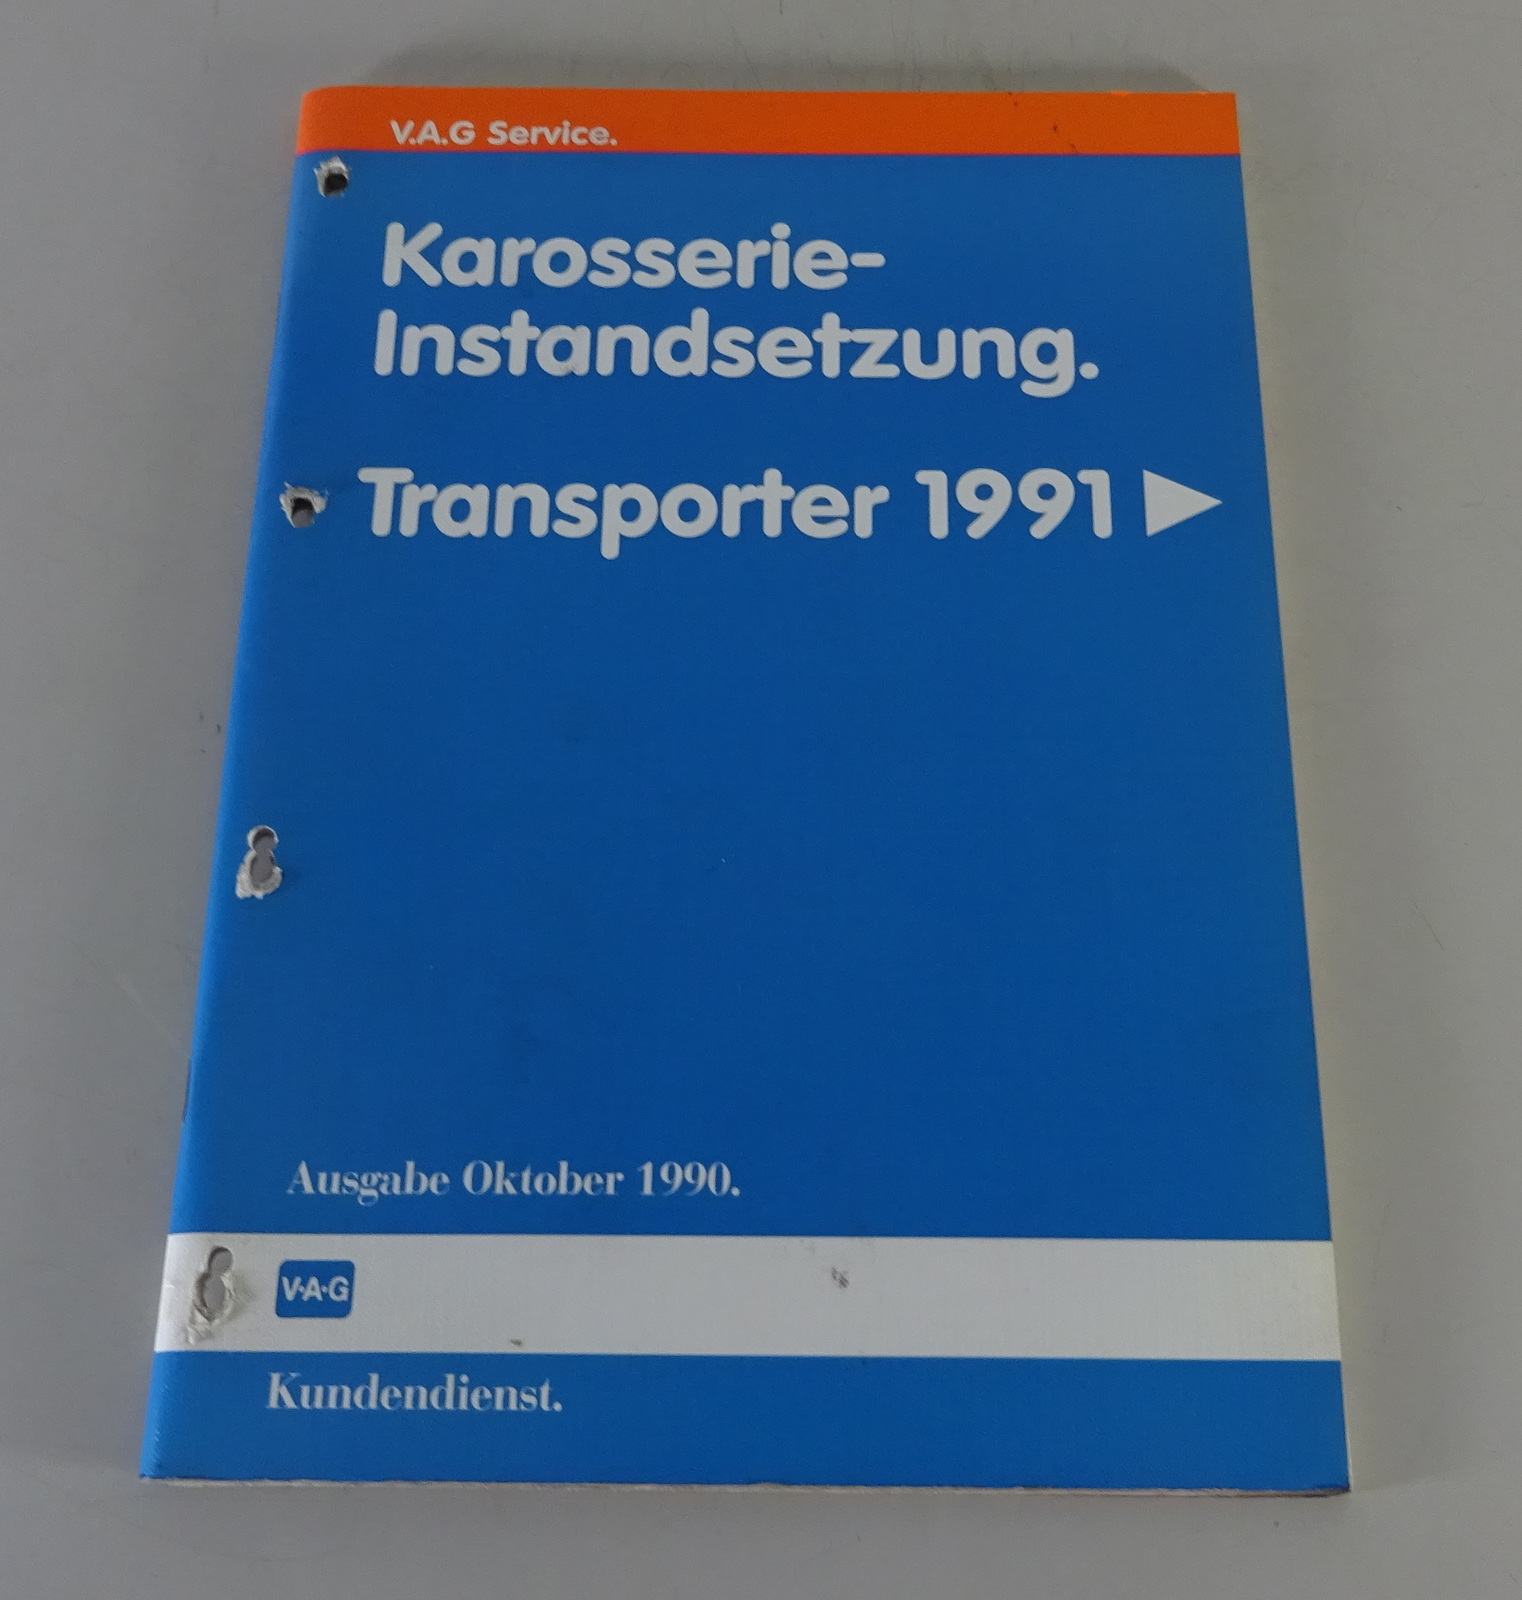 V.A.G Service.
Karosserie-
Instandsetzung.
Transporter 1991 ▶
Ausgabe Oktober 1990.
V·A·G
Kundendienst.